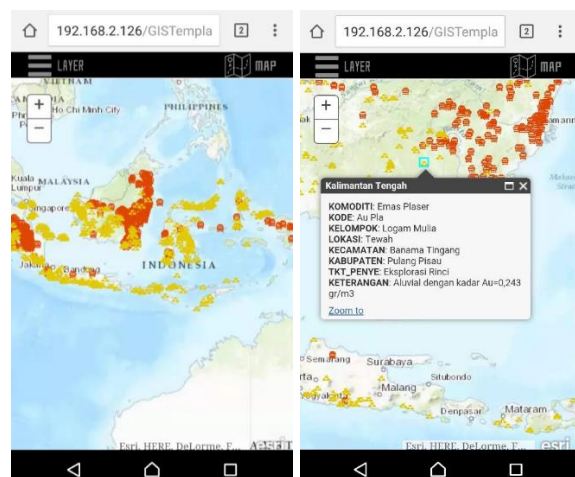 192.168.2.126/GISTempla
2
LAYER
MAP
VIETNAM
Ho Chi Minh City
PHILIPPINES
+
−
Kuala
Lumpur
MALAYSIA
Singapore
Jakarta
Bandung
INDONESIA
Esri, HERE, DeLorme, F...
esri
192.168.2.126/GISTempla
2
LAYER
MAP
+
−
Kalimantan Tengah
KOMODITI: Emas Plaser
KODE: Au Pla
KELOMPOK: Logam Mulia
LOKASI: Tewah
KECAMATAN: Banama Tingang
KABUPATEN: Pulang Pisau
TKT_PENYE: Eksplorasi Rinci
KETERANGAN: Aluvial dengan kadar Au=0,243
gr/m3
Zoom to
Semarang
Surabaya
Situbondo
Malang
Denpasar
Mataram
Esri, HERE, DeLorme, F...
esri